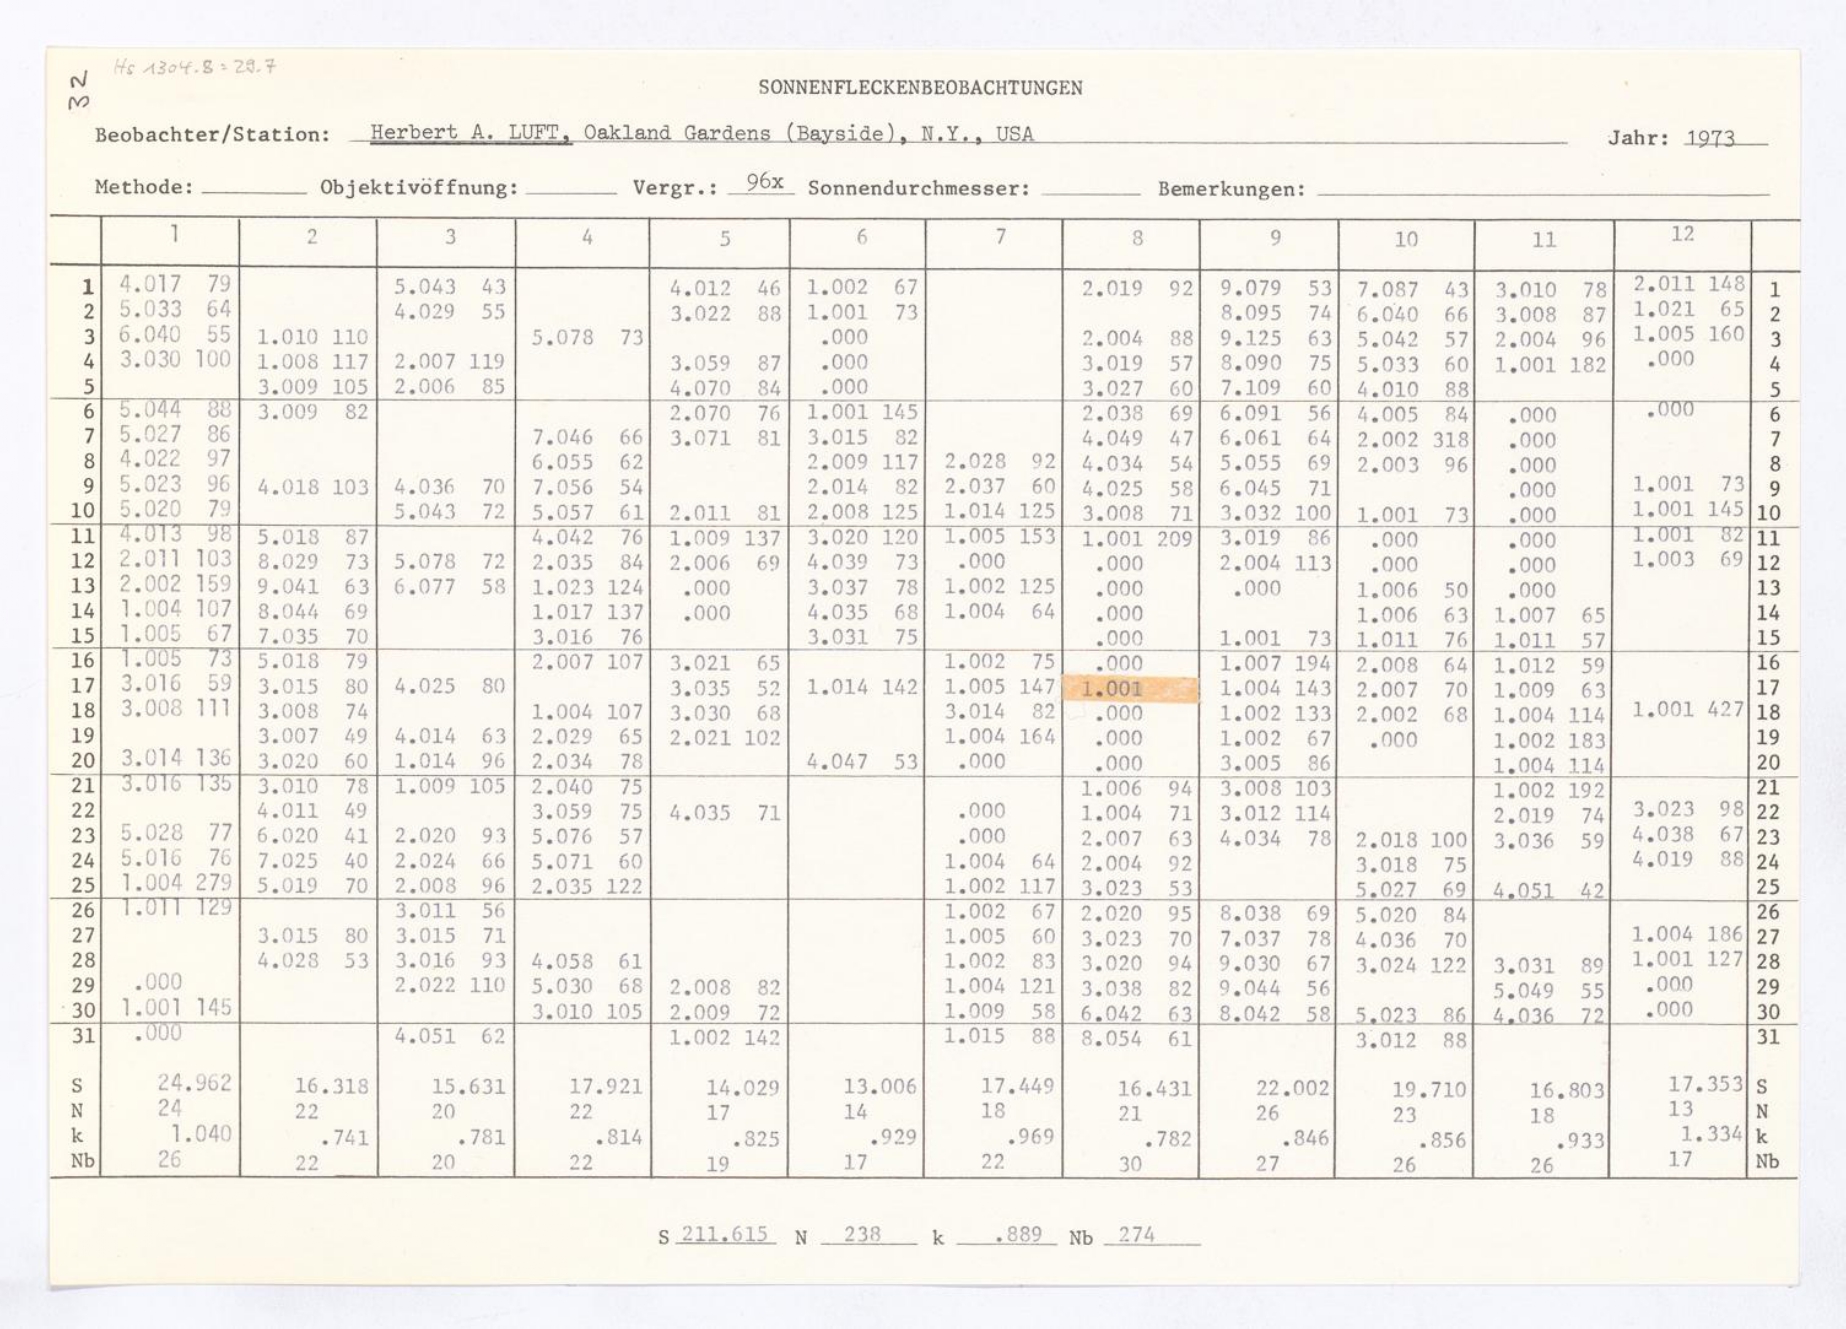 Hs 1304.8:29.7
32
SONNENFLECKENBEOBACHTUNGEN
Beobachter/Station: Herbert A. LUFT, Oakland Gardens (Bayside), N.Y., USA Jahr: 1973
Methode: Objektivöffnung: Vergr.: 96x Sonnendurchmesser: Bemerkungen:
1 2 3 4 5 6 7 8 9 10 11 12
1 4.017 79 5.043 43 4.012 46 1.002 67 2.019 92 9.079 53 7.087 43 3.010 78 2.011 148 1
2 5.033 64 4.029 55 3.022 88 1.001 73 8.095 74 6.040 66 3.008 87 1.021 65 2
3 6.040 55 1.010 110 5.078 73 .000 2.004 88 9.125 63 5.042 57 2.004 96 1.005 160 3
4 3.030 100 1.008 117 2.007 119 3.059 87 .000 3.019 57 8.090 75 5.033 60 1.001 182 .000 4
5 3.009 105 2.006 85 4.070 84 .000 3.027 60 7.109 60 4.010 88 5
6 5.044 88 3.009 82 2.070 76 1.001 145 2.038 69 6.091 56 4.005 84 .000 .000 6
7 5.027 86 7.046 66 3.071 81 3.015 82 4.049 47 6.061 64 2.002 318 .000 7
8 4.022 97 6.055 62 2.009 117 2.028 92 4.034 54 5.055 69 2.003 96 .000 8
9 5.023 96 4.018 103 4.036 70 7.056 54 2.014 82 2.037 60 4.025 58 6.045 71 .000 1.001 73 9
10 5.020 79 5.043 72 5.057 61 2.011 81 2.008 125 1.014 125 3.008 71 3.032 100 1.001 73 .000 1.001 145 10
11 4.013 98 5.018 87 4.042 76 1.009 137 3.020 120 1.005 153 1.001 209 3.019 86 .000 .000 1.001 82 11
12 2.011 103 8.029 73 5.078 72 2.035 84 2.006 69 4.039 73 .000 .000 2.004 113 .000 .000 1.003 69 12
13 2.002 159 9.041 63 6.077 58 1.023 124 .000 3.037 78 1.002 125 .000 .000 1.006 50 .000 13
14 1.004 107 8.044 69 1.017 137 .000 4.035 68 1.004 64 .000 1.006 63 1.007 65 14
15 1.005 67 7.035 70 3.016 76 3.031 75 .000 1.001 73 1.011 76 1.011 57 15
16 1.005 73 5.018 79 2.007 107 3.021 65 1.002 75 .000 1.007 194 2.008 64 1.012 59 16
17 3.016 59 3.015 80 4.025 80 3.035 52 1.014 142 1.005 147 1.001 1.004 143 2.007 70 1.009 63 17
18 3.008 111 3.008 74 1.004 107 3.030 68 3.014 82 .000 1.002 133 2.002 68 1.004 114 1.001 427 18
19 3.007 49 4.014 63 2.029 65 2.021 102 1.004 164 .000 1.002 67 .000 1.002 183 19
20 3.014 136 3.020 60 1.014 96 2.034 78 4.047 53 .000 .000 3.005 86 1.004 114 20
21 3.016 135 3.010 78 1.009 105 2.040 75 1.006 94 3.008 103 1.002 192 21
22 4.011 49 3.059 75 4.035 71 .000 1.004 71 3.012 114 2.019 74 3.023 98 22
23 5.028 77 6.020 41 2.020 93 5.076 57 .000 2.007 63 4.034 78 2.018 100 3.036 59 4.038 67 23
24 5.016 76 7.025 40 2.024 66 5.071 60 1.004 64 2.004 92 3.018 75 4.019 88 24
25 1.004 279 5.019 70 2.008 96 2.035 122 1.002 117 3.023 53 5.027 69 4.051 42 25
26 1.011 129 3.011 56 1.002 67 2.020 95 8.038 69 5.020 84 26
27 3.015 80 3.015 71 1.005 60 3.023 70 7.037 78 4.036 70 1.004 186 27
28 4.028 53 3.016 93 4.058 61 1.002 83 3.020 94 9.030 67 3.024 122 3.031 89 1.001 127 28
29 .000 2.022 110 5.030 68 2.008 82 1.004 121 3.038 82 9.044 56 5.049 55 .000 29
30 1.001 145 3.010 105 2.009 72 1.009 58 6.042 63 8.042 58 5.023 86 4.036 72 .000 30
31 .000 4.051 62 1.002 142 1.015 88 8.054 61 3.012 88 31
S 24.962 16.318 15.631 17.921 14.029 13.006 17.449 16.431 22.002 19.710 16.803 17.353 S
N 24 22 20 22 17 14 18 21 26 23 18 13 N
k 1.040 .741 .781 .814 .825 .929 .969 .782 .846 .856 .933 1.334 k
Nb 26 22 20 22 19 17 22 30 27 26 26 17 Nb
S 211.615 N 238 k .889 Nb 274